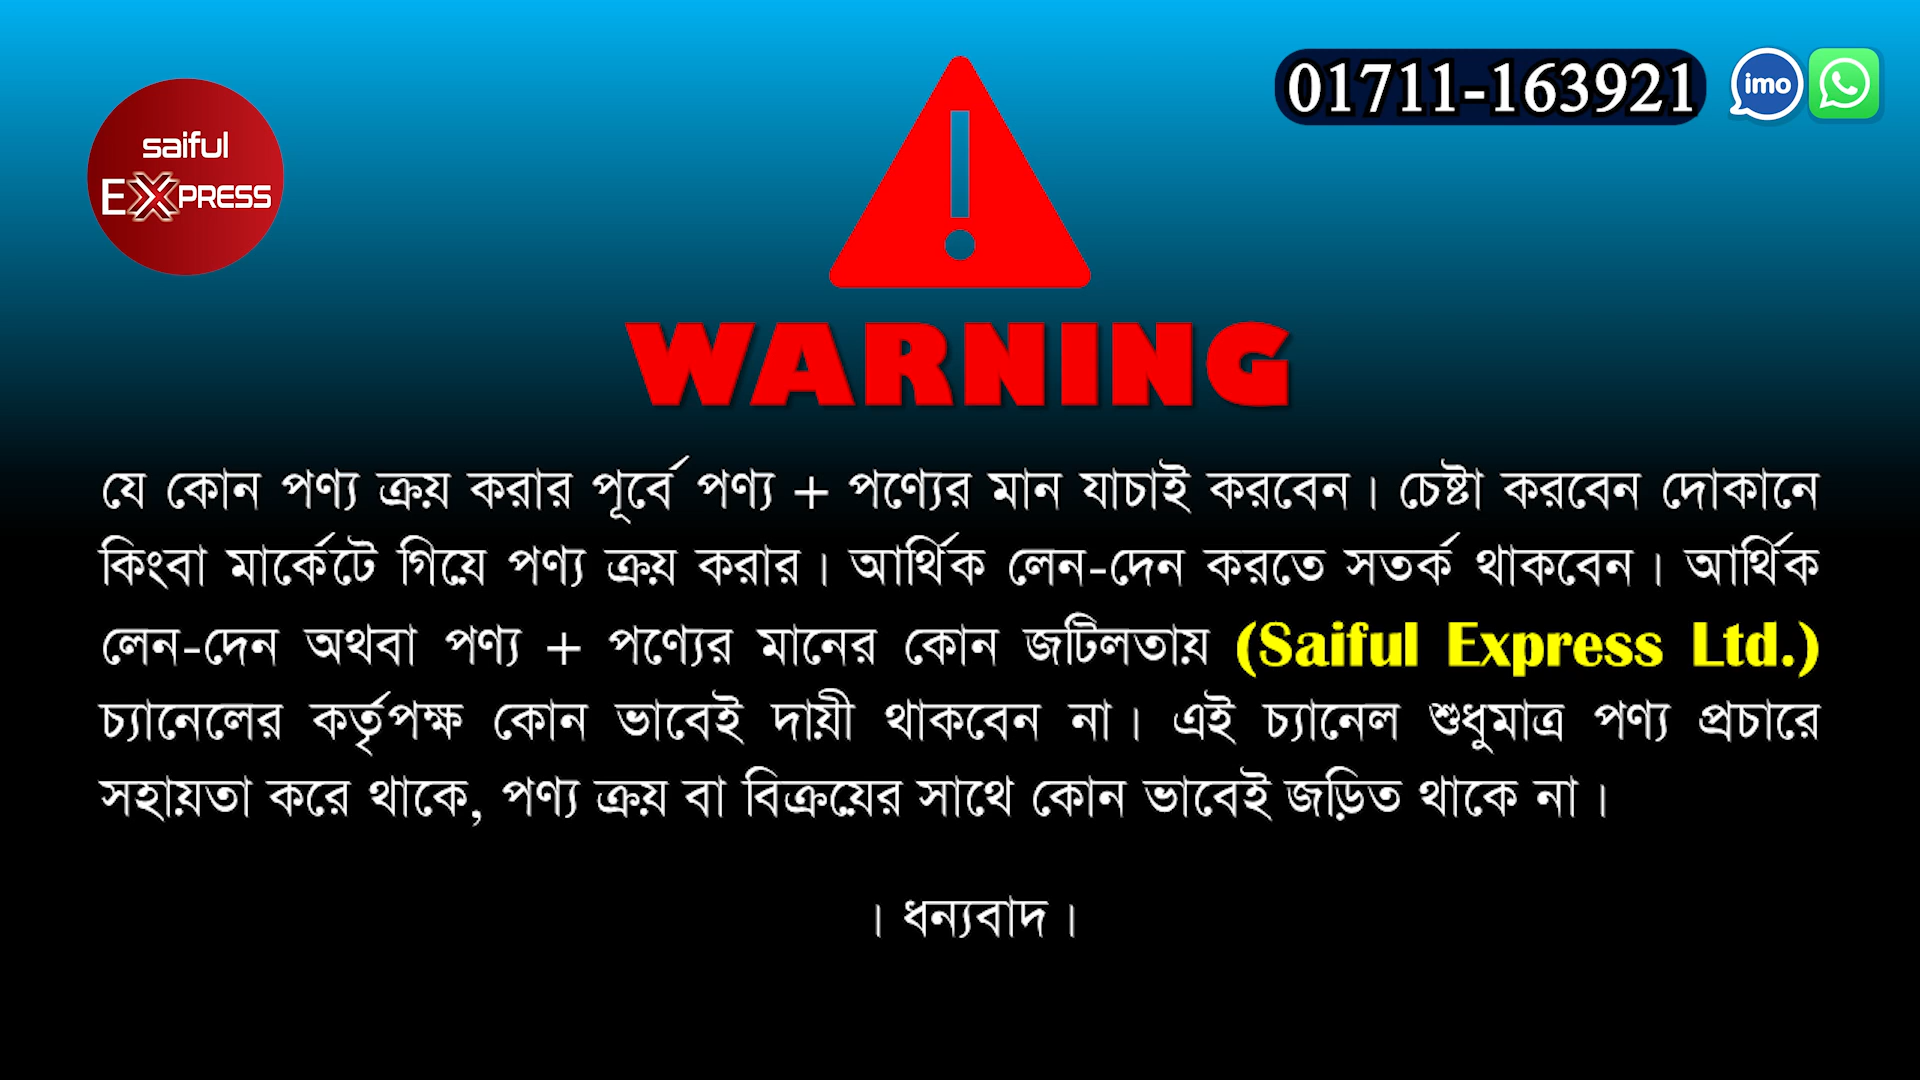 saiful
EXPRESS
01711-163921
imo
WARNING
যে কোন পণ্য ক্রয় করার পূর্বে পণ্য + পণ্যের মান যাচাই করবেন। চেষ্টা করবেন দোকানে
কিংবা মার্কেটে গিয়ে পণ্য ক্রয় করার। আর্থিক লেন-দেন করতে সতর্ক থাকবেন। আর্থিক
লেন-দেন অথবা পণ্য + পণ্যের মানের কোন জটিলতায় (Saiful Express Ltd.)
চ্যানেলের কর্তৃপক্ষ কোন ভাবেই দায়ী থাকবেন না। এই চ্যানেল শুধুমাত্র পণ্য প্রচারে
সহায়তা করে থাকে, পণ্য ক্রয় বা বিক্রয়ের সাথে কোন ভাবেই জড়িত থাকে না।
। ধন্যবাদ ।